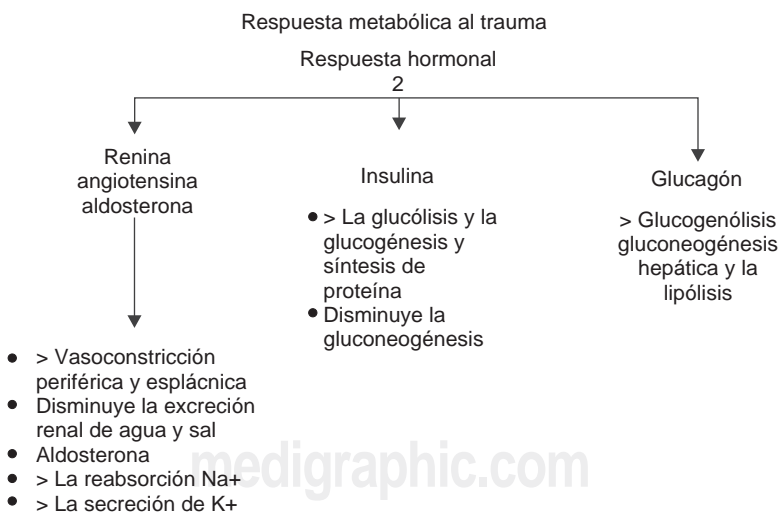 Respuesta metabólica al trauma
Respuesta hormonal
2
Renina
angiotensina
aldosterona
● > Vasoconstricción
periférica y esplácnica
● Disminuye la excreción
renal de agua y sal
● Aldosterona
● > La reabsorción Na+
● > La secreción de K+
Insulina
● > La glucólisis y la
glucogénesis y
síntesis de
proteína
● Disminuye la
gluconeogénesis
Glucagón
> Glucogenólisis
gluconeogénesis
hepática y la
lipólisis
medigraphic.com